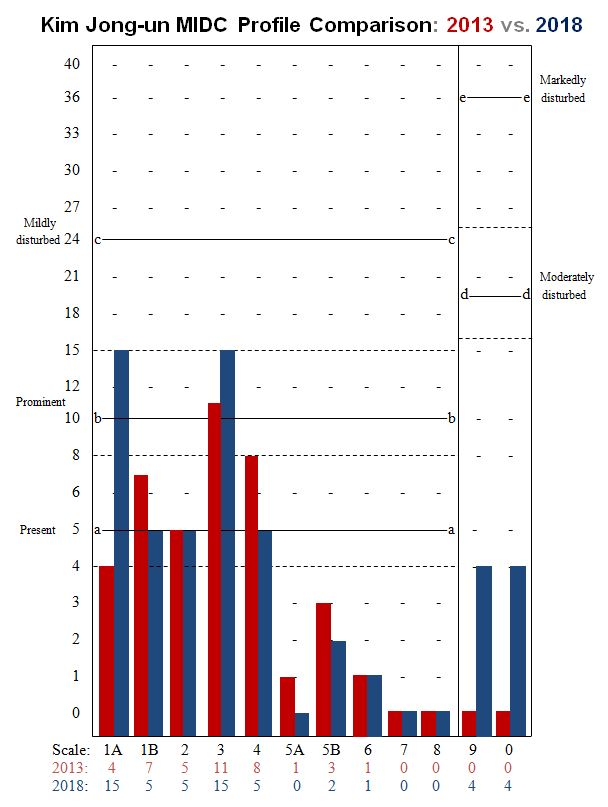 Kim Jong-un MIDC Profile Comparison: 2013 vs. 2018
40 - - - - - - - - - - - -
Markedly
36 - - - - - - - - - - e e
disturbed
33 - - - - - - - - - - - -
30 - - - - - - - - - - - -
27 - - - - - - - - - - - -
Mildly
disturbed 24 c c
21 - - - - - - - - - - - -
Moderately
d d disturbed
18 - - - - - - - - - -
15 - -
12 - - - - - - - - - -
Prominent
10 b b - -
8 - -
6 - - - - - - - -
Present 5 a a - -
4
3 - - - - -
2 - - - -
1 - - -
0 -
Scale: 1A 1B 2 3 4 5A 5B 6 7 8 9 0
2013: 4 7 5 11 8 1 3 1 0 0 0 0
2018: 15 5 5 15 5 0 2 1 0 0 4 4